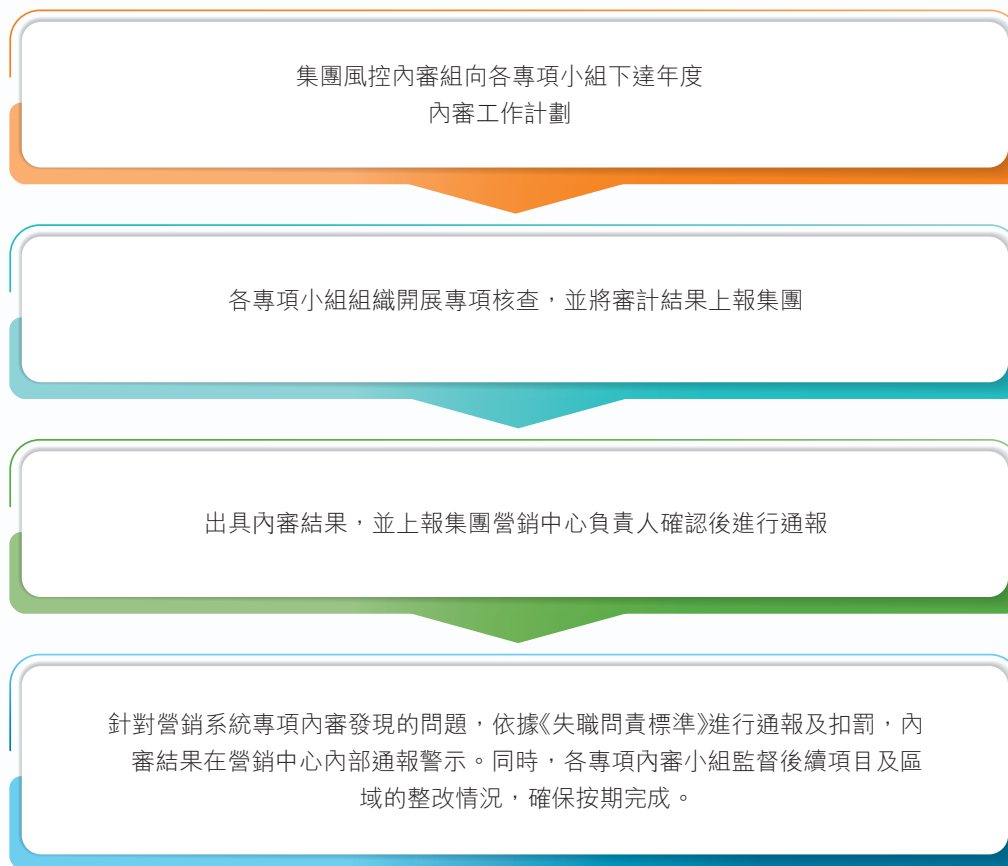 集團風控內審組向各專項小組下達年度
內審工作計劃
各專項小組組織開展專項核查，並將審計結果上報集團
出具內審結果，並上報集團營銷中心負責人確認後進行通報
針對營銷系統專項內審發現的問題，依據《失職問責標準》進行通報及扣罰，內
審結果在營銷中心內部通報警示。同時，各專項內審小組監督後續項目及區
域的整改情況，確保按期完成。